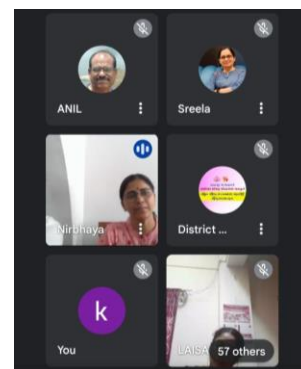 ANIL
Sreela
Nirbhaya
District ...
k
You
LAISA
57 others